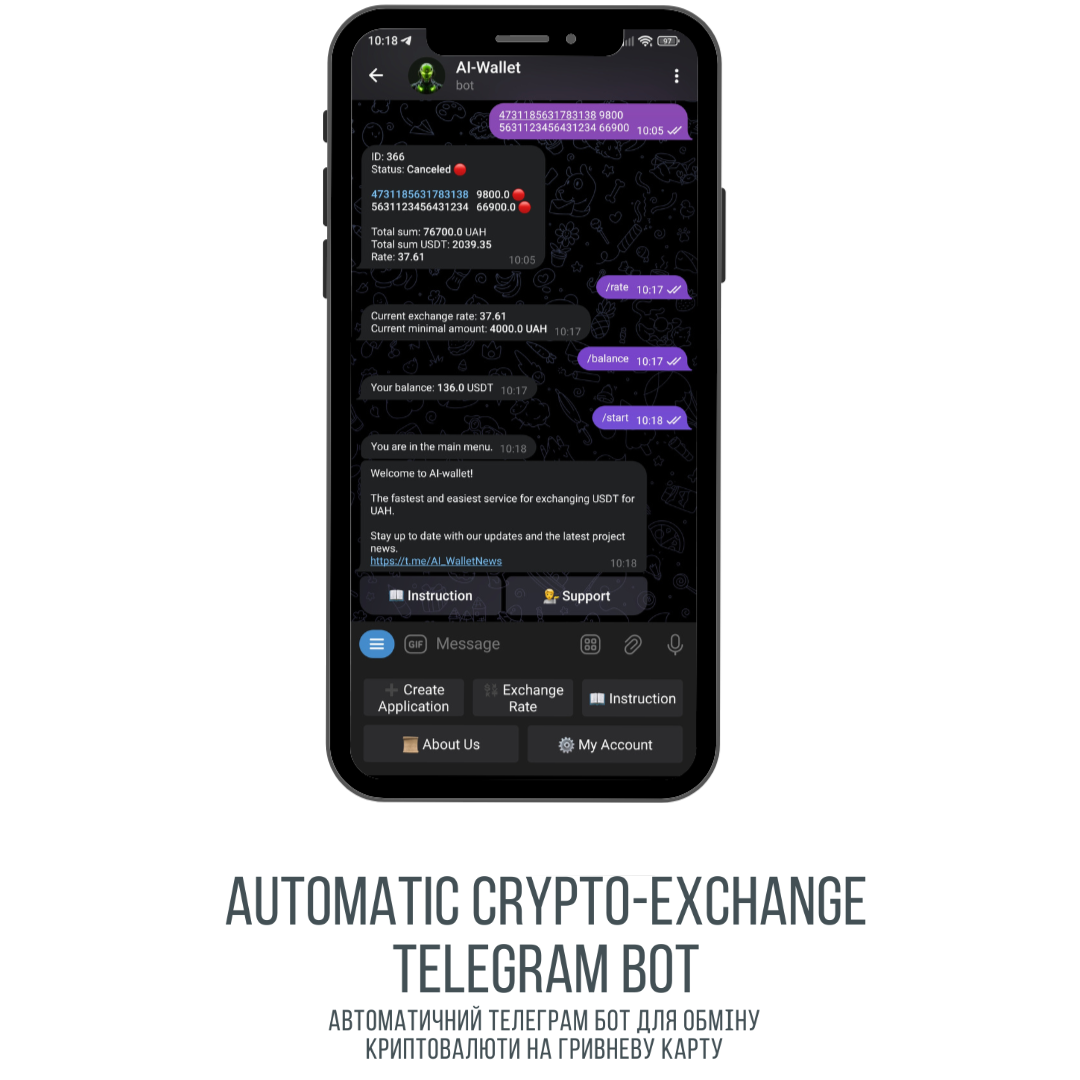 10:18
97
AI-Wallet
bot
4731185631783138 9800
5631123456431234 66900 10:05
ID: 366
Status: Canceled
4731185631783138 9800.0
5631123456431234 66900.0
Total sum: 76700.0 UAH
Total sum USDT: 2039.35
Rate: 37.61 10:05
/rate 10:17
Current exchange rate: 37.61
Current minimal amount: 4000.0 UAH 10:17
/balance 10:17
Your balance: 136.0 USDT 10:17
/start 10:18
You are in the main menu. 10:18
Welcome to AI-wallet!
The fastest and easiest service for exchanging USDT for
UAH.
Stay up to date with our updates and the latest project
news.
https://t.me/AI_WalletNews 10:18
Instruction Support
GIF Message
Create
Application
Exchange
Rate
Instruction
About Us My Account
AUTOMATIC CRYPTO-EXCHANGE
TELEGRAM BOT
АВТОМАТИЧНИЙ ТЕЛЕГРАМ БОТ ДЛЯ ОБМІНУ
КРИПТОВАЛЮТИ НА ГРИВНЕВУ КАРТУ